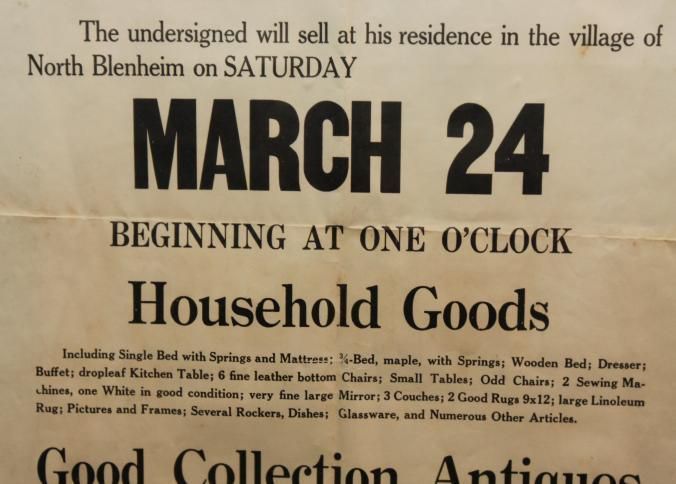 The undersigned will sell at his residence in the village of
North Blenheim on SATURDAY
MARCH 24
BEGINNING AT ONE O'CLOCK
Household Goods
Including Single Bed with Springs and Mattress; ¾-Bed, maple, with Springs; Wooden Bed; Dresser;
Buffet; dropleaf Kitchen Table; 6 fine leather bottom Chairs; Small Tables; Odd Chairs; 2 Sewing Ma-
chines, one White in good condition; very fine large Mirror; 3 Couches; 2 Good Rugs 9x12; large Linoleum
Rug; Pictures and Frames; Several Rockers, Dishes; Glassware, and Numerous Other Articles.
Good Collection Antiques